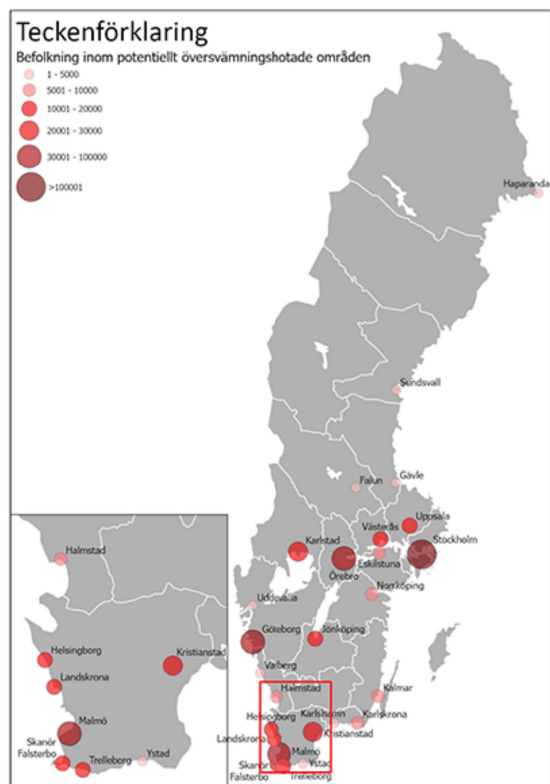 Teckenförklaring
Befolkning inom potentiellt översvämningshotade områden
1 - 5000
5001 - 10000
10001 - 20000
20001 - 30000
30001 - 100000
>100001
Haparanda
Sundsvall
Falun
Gävle
Uppsala
Västerås
Karlstad
Stockholm
Örebro
Eskilstuna
Norrköping
Uddevalla
Göteborg
Jönköping
Varberg
Halmstad
Kalmar
Helsingborg
Karlshamn
Karlskrona
Landskrona
Kristianstad
Malmö
Skanör
Falsterbo
Ystad
Trelleborg
Halmstad
Helsingborg
Kristianstad
Landskrona
Malmö
Skanör
Falsterbo
Trelleborg
Ystad